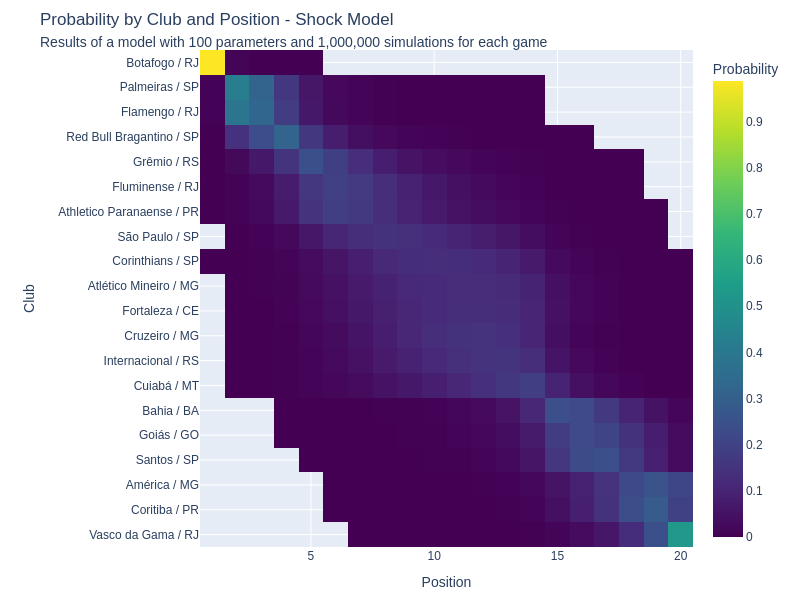 Probability by Club and Position - Shock Model
Results of a model with 100 parameters and 1,000,000 simulations for each game
Probability
Botafogo / RJ
Palmeiras / SP
Flamengo / RJ
Red Bull Bragantino / SP
Grêmio / RS
Fluminense / RJ
Athletico Paranaense / PR
São Paulo / SP
Corinthians / SP
Atlético Mineiro / MG
Fortaleza / CE
Cruzeiro / MG
Internacional / RS
Cuiabá / MT
Bahia / BA
Goiás / GO
Santos / SP
América / MG
Coritiba / PR
Vasco da Gama / RJ
Club
5
10
15
20
Position
0.9
0.8
0.7
0.6
0.5
0.4
0.3
0.2
0.1
0